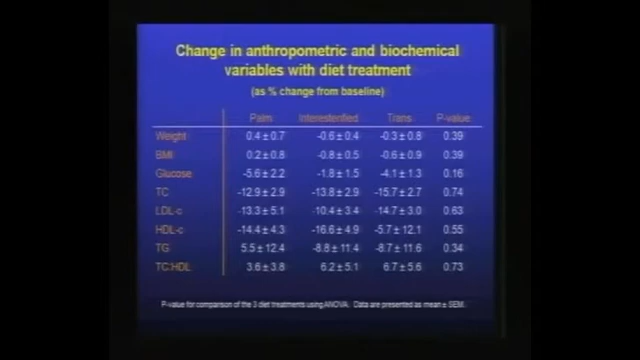 Change in anthropometric and biochemical
variables with diet treatment
(as % change from baseline)
Palm Interesterified Trans P-value
Weight 0.4 ± 0.7 -0.6 ± 0.4 -0.3 ± 0.8 0.39
BMI 0.2 ± 0.8 -0.8 ± 0.5 -0.6 ± 0.9 0.39
Glucose -5.6 ± 2.2 -1.8 ± 1.5 -4.1 ± 1.3 0.16
TC -12.9 ± 2.9 -13.8 ± 2.9 -15.7 ± 2.7 0.74
LDL-c -13.3 ± 5.1 -10.4 ± 3.4 -14.7 ± 3.0 0.63
HDL-c -14.4 ± 4.3 -16.6 ± 4.9 -5.7 ± 12.1 0.55
TG 5.5 ± 12.4 -8.8 ± 11.4 -8.7 ± 11.6 0.34
TC:HDL 3.6 ± 3.8 6.2 ± 5.1 6.7 ± 5.6 0.73
P-value for comparison of the 3 diet treatments using ANOVA. Data are presented as mean ± SEM.